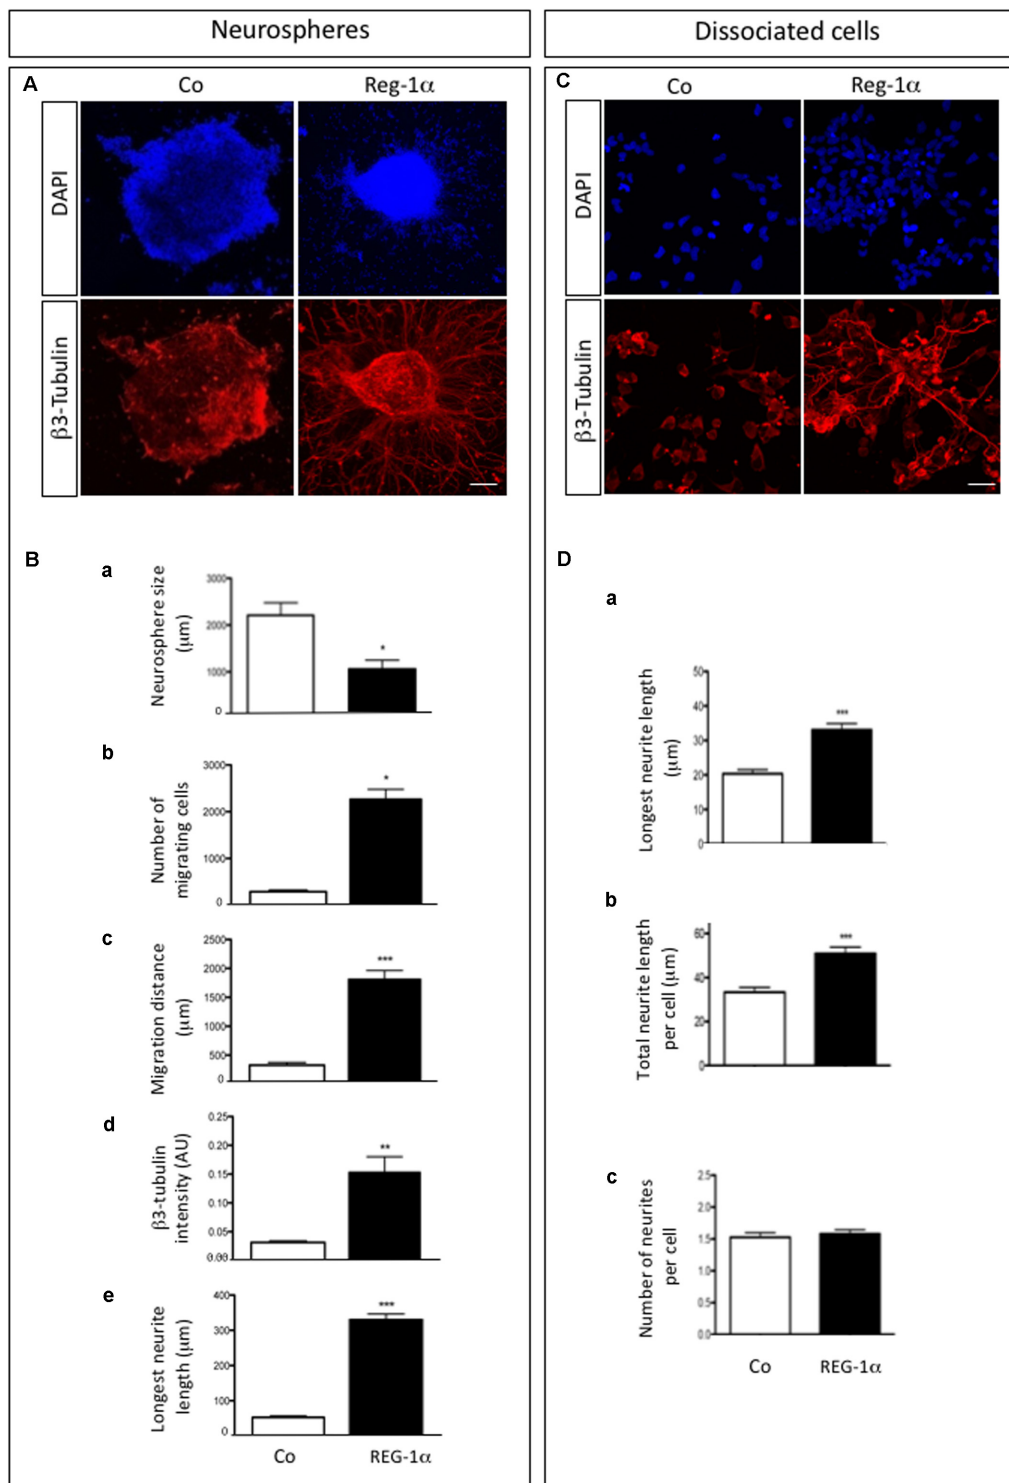 Neurospheres
Dissociated cells
A
Co
Reg-1α
DAPI
β3-Tubulin
C
Co
Reg-1α
DAPI
β3-Tubulin
B
a
Neurosphere size
(μm)
3000
2000
1000
0
*
b
Number of
migrating cells
3000
2000
1000
0
*
c
Migration distance
(μm)
2500
2000
1500
1000
500
0
***
d
β3-tubulin
intensity (AU)
0.25
0.20
0.15
0.10
0.05
0.00
**
e
Longest neurite
length (μm)
400
300
200
100
0
***
Co
REG-1α
D
a
Longest neurite length
(μm)
50
40
30
20
10
0
***
b
Total neurite length
per cell (μm)
60
40
20
0
***
c
Number of neurites
per cell
2.5
2.0
1.5
1.0
0.5
0.0
Co
REG-1α